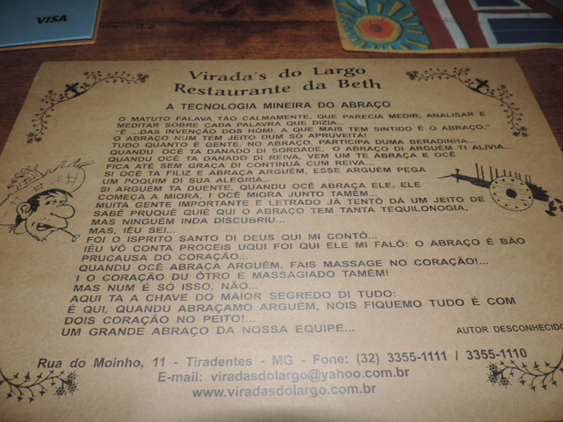 VISA
Virada's do Largo
Restaurante da Beth
A TECNOLOGIA MINEIRA DO ABRAÇO
O MATUTO FALAVA TÃO CALMAMENTE, QUE PARECIA MEDIR, ANALISAR E
MEDITAR SOBRE CADA PALAVRA QUE DIZIA...
"É ...DAS INVENÇÃO DOS HOMI, A QUE MAIS TEM SINTIDO É O ABRAÇO."
O ABRAÇO NUM TEM JEITO DUM SÓ APRUVEITÁ!
TUDO QUANTO É GENTE, NO ABRAÇO, PARTICIPA DUMA BERADINHA...
QUANDU OCÊ TA DANADO DI SORDADE, O ABRAÇO DI ARGUÉM TI ALIVIA...
QUANDU OCÊ TA DANADO DI REIVA, VEM UM TE ABRAÇA E OCÊ
FICA ATÉ SEM GRAÇA DI CONTINUÁ CUM REIVA...
SI OCÊ TA FILIZ E ABRAÇA ARGUÉM, ESSE ARGUÉM PEGA
UM POQUIM DI SUA ALEGRIA...
SI ARGUÉM TA DUENTE, QUANDU OCÊ ABRAÇA ELE, ELE
COMEÇA A MIORÁ, I OCÊ MIORA JUNTO TAMÉM...
MUITA GENTE IMPORTANTE E LETRADO JÁ TENTÔ DÁ UM JEITO DE
SABÊ PRUQUÊ QUIÉ QUI O ABRAÇO TEM TANTA TEQUILONOGIA,
MAS NINGUÉM INDA DISCUBRIU...
MAS, IÊU SEI...
FOI O ISPRITO SANTO DI DEUS QUI MI CONTÔ...
IÊU VÔ CONTA PROCEIS UQUI FOI QUI ELE MI FALÔ: O ABRAÇO É BÃO
PRUCAUSA DO CORAÇÃO...
QUANDU OCÊ ABRAÇA ARGUÉM, FAIS MASSAGE NO CORAÇÃO!...
I O CORAÇÃO DU ÔTRO É MASSAGIADO TAMÉM!
MAS NUM É SÓ ISSO, NÃO...
AQUI TA A CHAVE DO MAIOR SEGREDO DI TUDO:
É QUI, QUANDU ABRAÇAMO ARGUÉM, NÓIS FIQUEMO TUDO É COM
DOIS CORAÇÃO NO PEITO!...
UM GRANDE ABRAÇO DA NOSSA EQUIPE...
AUTOR DESCONHECIDO
Rua do Moinho, 11 - Tiradentes - MG - Fone: (32) 3355-1111 / 3355-1110
E-mail: viradasdolargo@yahoo.com.br
www.viradasdolargo.com.br